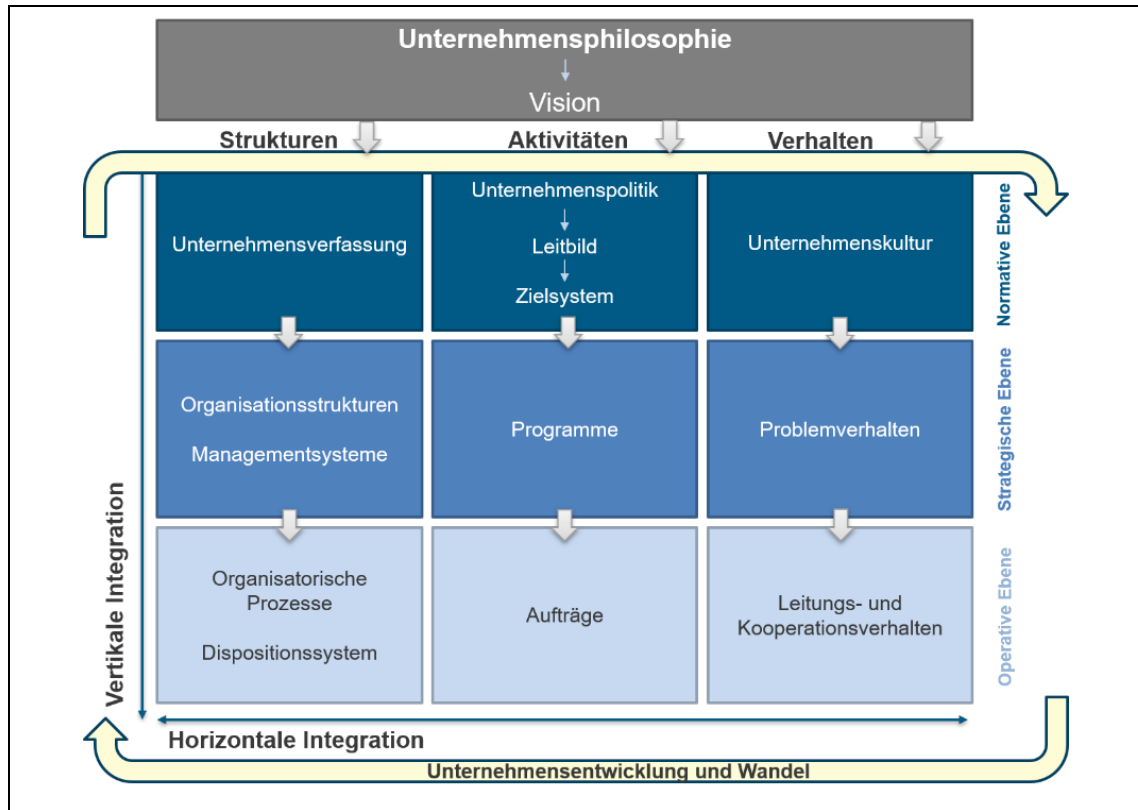 Unternehmensphilosophie
Vision
Strukturen
Aktivitäten
Verhalten
Unternehmensverfassung
Unternehmenspolitik
Leitbild
Zielsystem
Unternehmenskultur
Normative Ebene
Organisationsstrukturen
Managementsysteme
Programme
Problemverhalten
Strategische Ebene
Organisatorische
Prozesse
Dispositionssystem
Aufträge
Leitungs- und
Kooperationsverhalten
Operative Ebene
Vertikale Integration
Horizontale Integration
Unternehmensentwicklung und Wandel